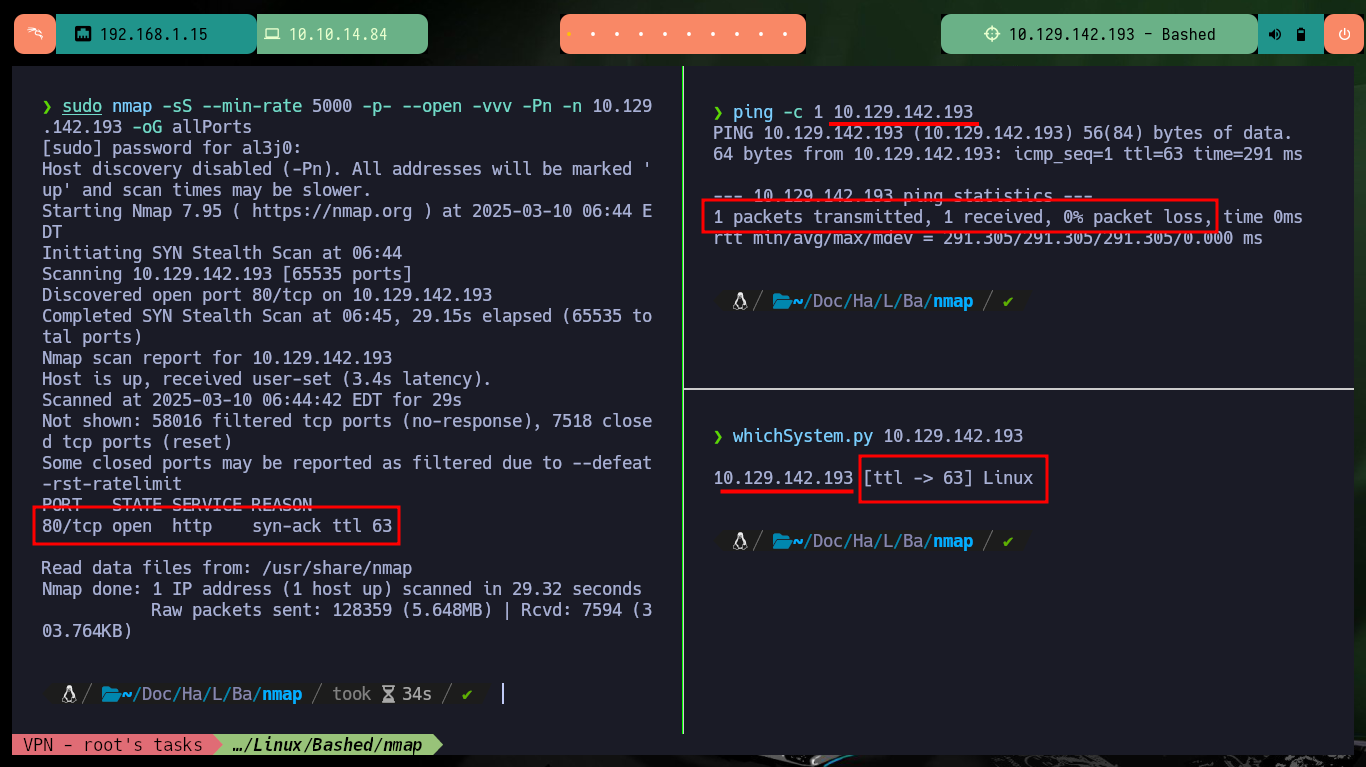 192.168.1.15
10.10.14.84
10.129.142.193 - Bashed
❯ sudo nmap -sS --min-rate 5000 -p- --open -vvv -Pn -n 10.129
.142.193 -oG allPorts
[sudo] password for al3j0:
Host discovery disabled (-Pn). All addresses will be marked '
up' and scan times may be slower.
Starting Nmap 7.95 ( https://nmap.org ) at 2025-03-10 06:44 E
DT
Initiating SYN Stealth Scan at 06:44
Scanning 10.129.142.193 [65535 ports]
Discovered open port 80/tcp on 10.129.142.193
Completed SYN Stealth Scan at 06:45, 29.15s elapsed (65535 to
tal ports)
Nmap scan report for 10.129.142.193
Host is up, received user-set (3.4s latency).
Scanned at 2025-03-10 06:44:42 EDT for 29s
Not shown: 58016 filtered tcp ports (no-response), 7518 close
d tcp ports (reset)
Some closed ports may be reported as filtered due to --defeat
-rst-ratelimit
PORT   STATE SERVICE REASON
80/tcp open  http    syn-ack ttl 63
Read data files from: /usr/share/nmap
Nmap done: 1 IP address (1 host up) scanned in 29.32 seconds
Raw packets sent: 128359 (5.648MB) | Rcvd: 7594 (3
03.764KB)
/ ~/Doc/Ha/L/Ba/nmap / took 34s / ✔
❯ ping -c 1 10.129.142.193
PING 10.129.142.193 (10.129.142.193) 56(84) bytes of data.
64 bytes from 10.129.142.193: icmp_seq=1 ttl=63 time=291 ms
--- 10.129.142.193 ping statistics ---
1 packets transmitted, 1 received, 0% packet loss, time 0ms
rtt min/avg/max/mdev = 291.305/291.305/291.305/0.000 ms
/ ~/Doc/Ha/L/Ba/nmap / ✔
❯ whichSystem.py 10.129.142.193
10.129.142.193 [ttl -> 63] Linux
/ ~/Doc/Ha/L/Ba/nmap / ✔
VPN - root's tasks
…/Linux/Bashed/nmap